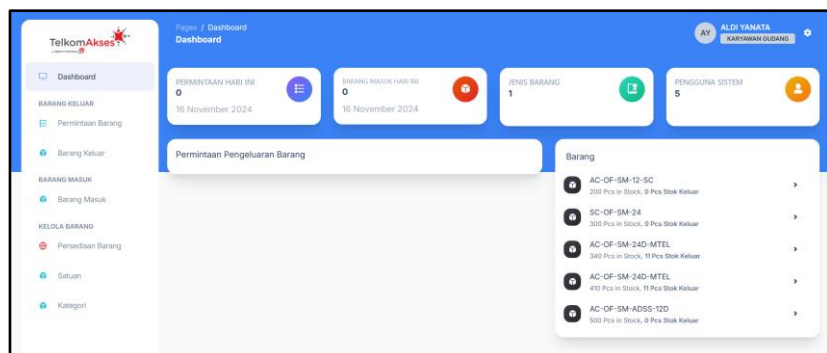 TelkomAkses
Dashboard
BARANG KELUAR
Permintaan Barang
Barang Keluar
BARANG MASUK
Barang Masuk
KELOLA BARANG
Persediaan Barang
Satuan
Kategori
Pages / Dashboard
Dashboard
AY
ALDI YANATA
KARYAWAN GUDANG
PERMINTAAN HARI INI
0
16 November 2024
BARANG MASUK HARI INI
0
16 November 2024
JENIS BARANG
1
PENGGUNA SISTEM
5
Permintaan Pengeluaran Barang
Barang
AC-OF-SM-12-SC
200 Pcs in Stock, 0 Pcs Stok Keluar
SC-OF-SM-24
300 Pcs in Stock, 0 Pcs Stok Keluar
AC-OF-SM-24D-MTEL
340 Pcs in Stock, 11 Pcs Stok Keluar
AC-OF-SM-24D-MTEL
410 Pcs in Stock, 11 Pcs Stok Keluar
AC-OF-SM-ADSS-12D
500 Pcs in Stock, 0 Pcs Stok Keluar